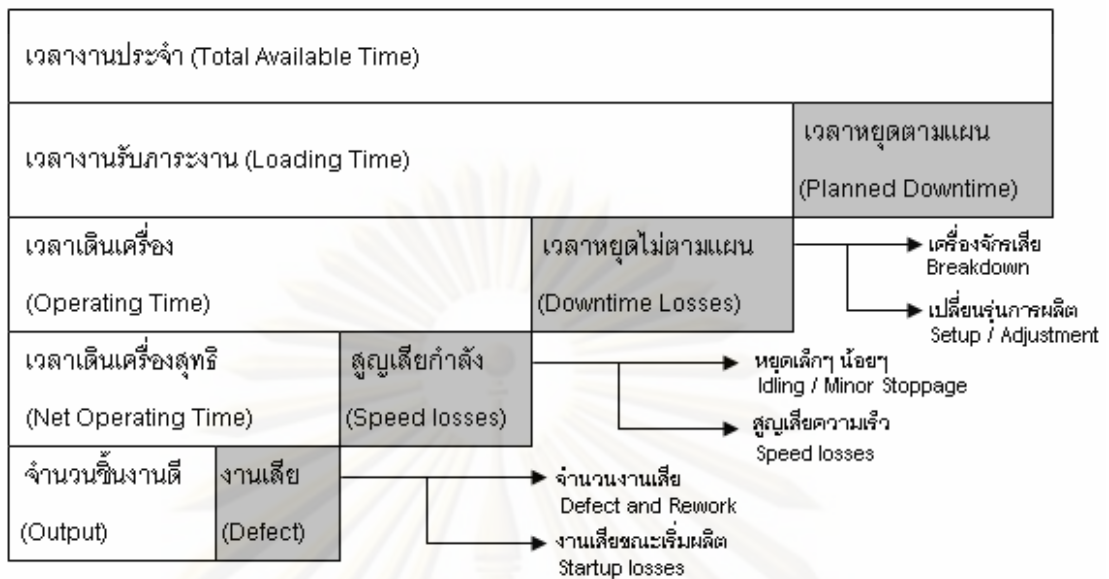 เวลางานประจำ (Total Available Time)
เวลางานรับภาระงาน (Loading Time)
เวลาหยุดตามแผน
(Planned Downtime)
เวลาเดินเครื่อง
(Operating Time)
เวลาหยุดไม่ตามแผน
(Downtime Losses)
เครื่องจักรเสีย
Breakdown
เปลี่ยนรุ่นการผลิต
Setup / Adjustment
เวลาเดินเครื่องสุทธิ
(Net Operating Time)
สูญเสียกำลัง
(Speed losses)
หยุดเล็กๆ น้อยๆ
Idling / Minor Stoppage
สูญเสียความเร็ว
Speed losses
จำนวนชิ้นงานดี
(Output)
งานเสีย
(Defect)
จำนวนงานเสีย
Defect and Rework
งานเสียขณะเริ่มผลิต
Startup losses